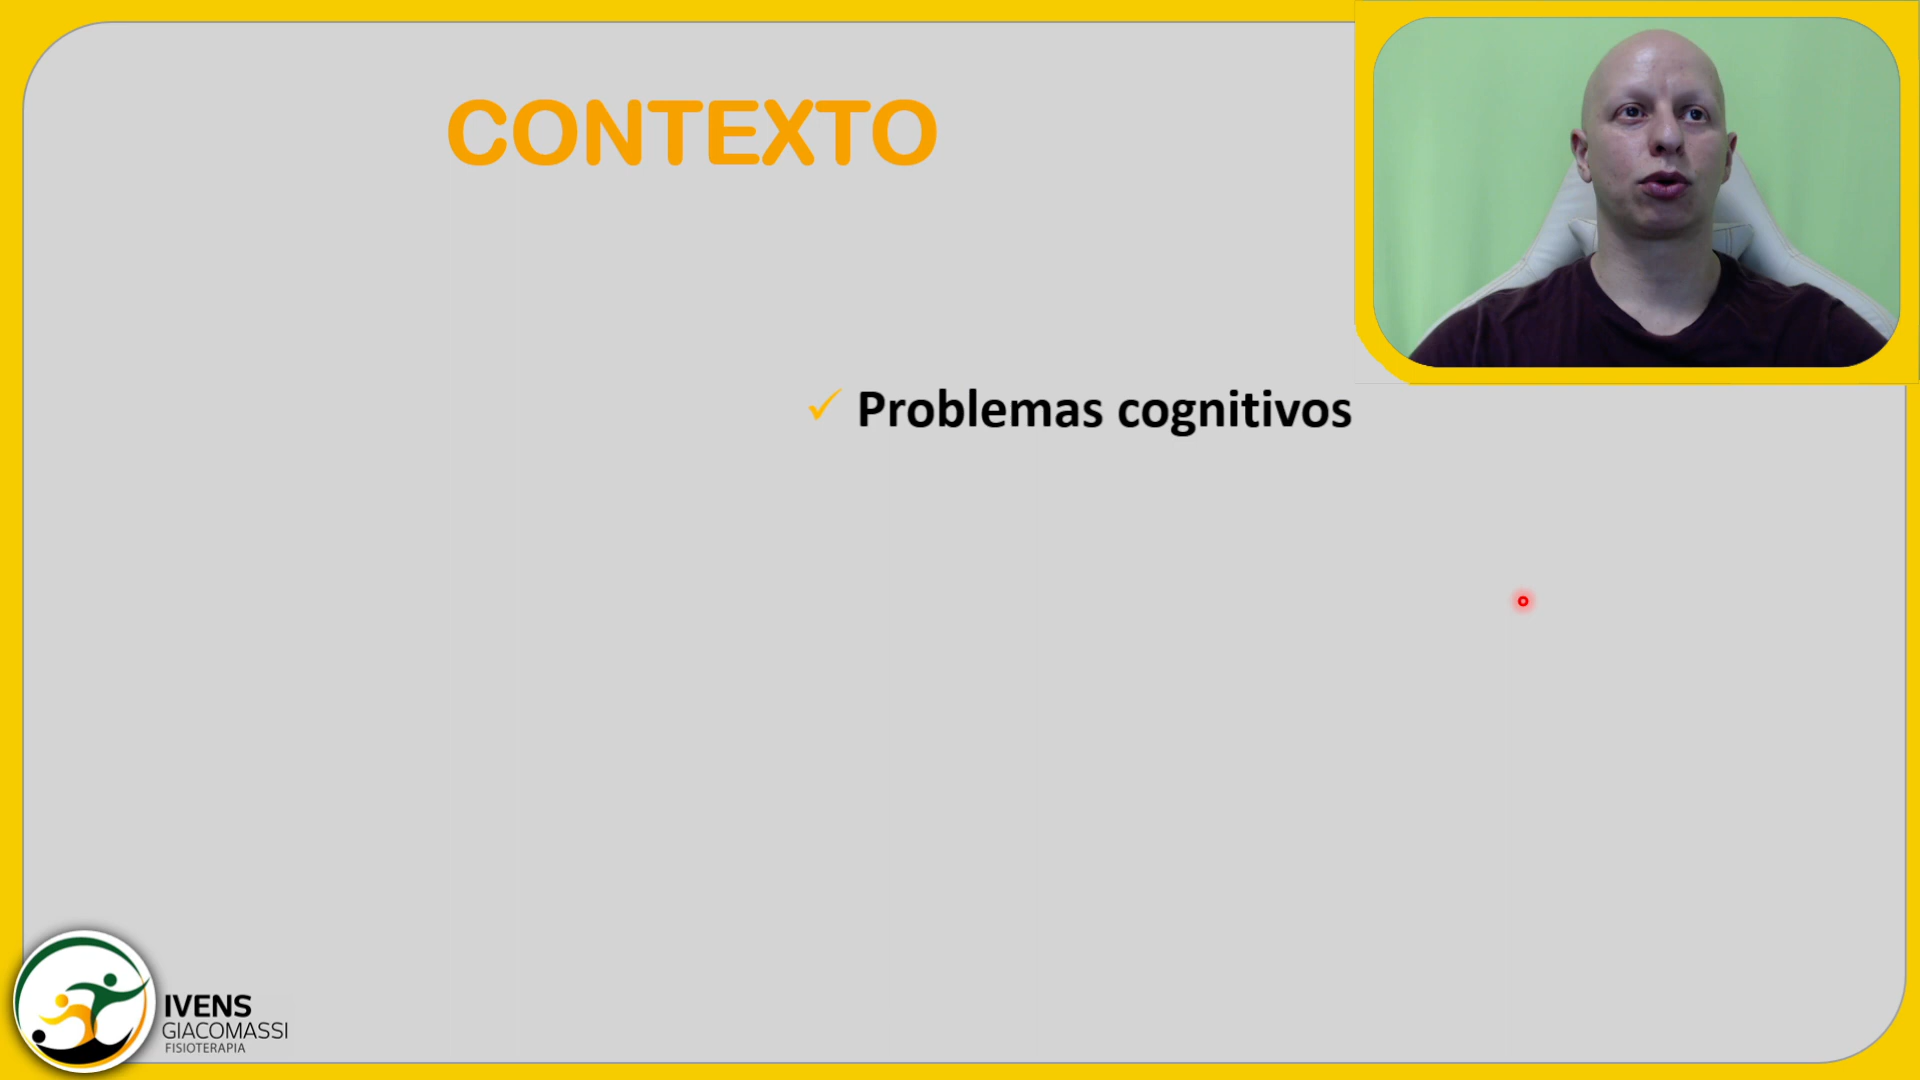 CONTEXTO
✓ Problemas cognitivos
IVENS
GIACOMASSI
FISIOTERAPIA